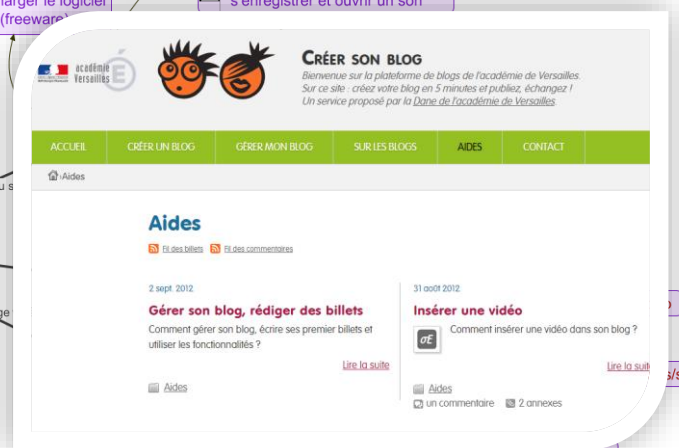 arger le logiciel
(freeware)
s'enregistrer et ouvrir un son
académie
Versailles
CRÉER SON BLOG
Bienvenue sur la plateforme de blogs de l'académie de Versailles.
Sur ce site : créez votre blog en 5 minutes et publiez, échangez !
Un service proposé par la Dane de l'académie de Versailles.
ACCUEIL CRÉER UN BLOG GÉRER MON BLOG SUR LES BLOGS AIDES CONTACT
›Aides
Aides
Fil des billets Fil des commentaires
2 sept. 2012
Gérer son blog, rédiger des billets
Comment gérer son blog, écrire ses premier billets et
utiliser les fonctionnalités ?
Lire la suite
Aides
31 août 2012
Insérer une vidéo
Comment insérer une vidéo dans son blog ?
Lire la suite
Aides
un commentaire 2 annexes